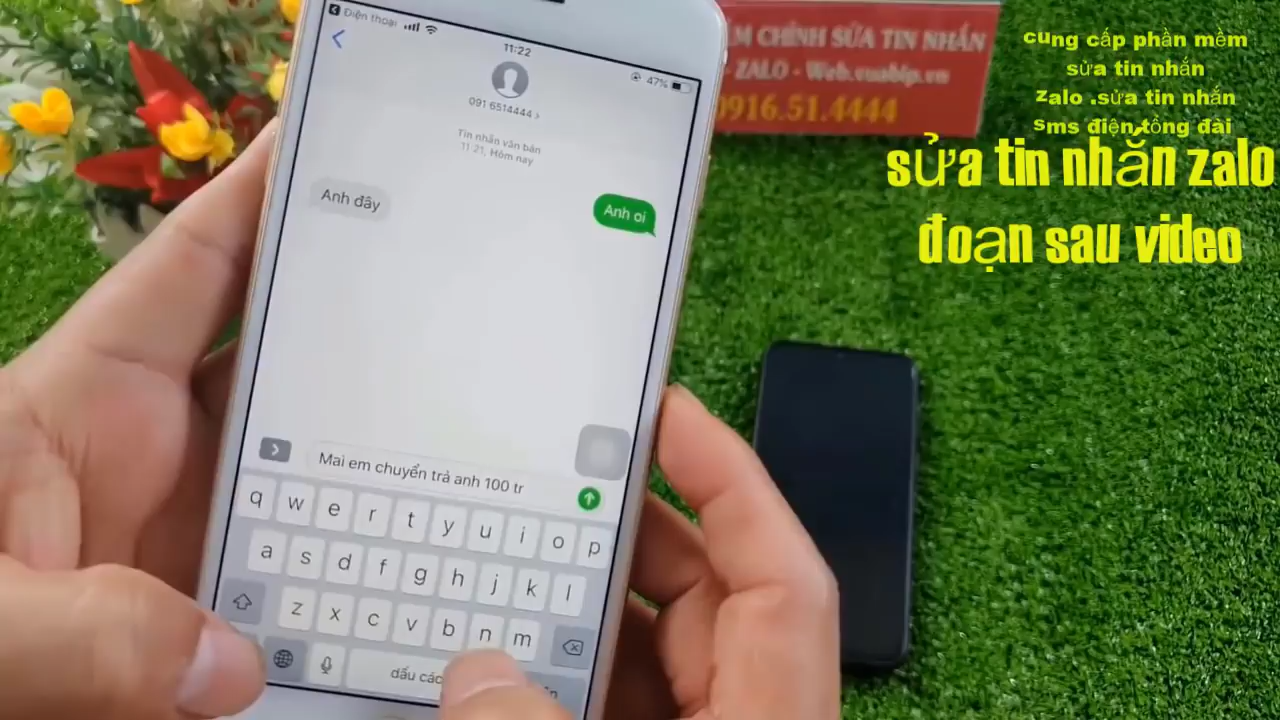 Điện thoại
11:22
47%
091 6514444 >
Tin nhắn văn bản
11:21, Hôm nay
Anh oi
Anh đây
Mai em chuyển trả anh 100 tr
q w e r t y u i o p
a s d f g h j k l
z x c v b n m
dấu các
M CHỈNH SỬA TIN NHẮN
- ZALO - Web.vuabip.vn
0916.51.4444
cung cấp phần mềm
sửa tin nhắn
zalo .sửa tin nhắn
sms điện,tổng đài
sửa tin nhắn zalo
đoạn sau video